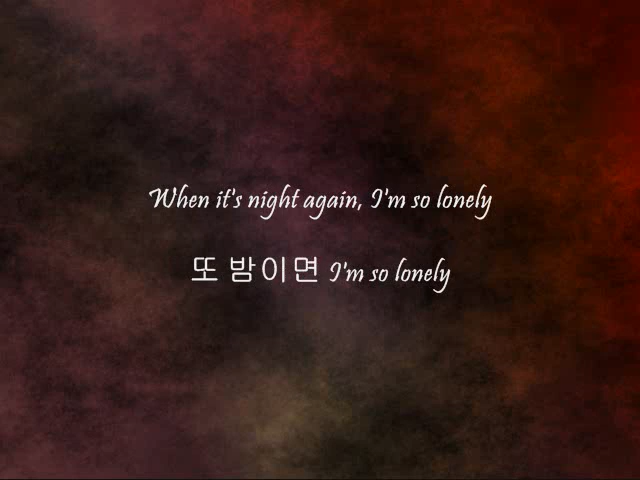 When it's night again, I'm so lonely
또 밤이면 I'm so lonely